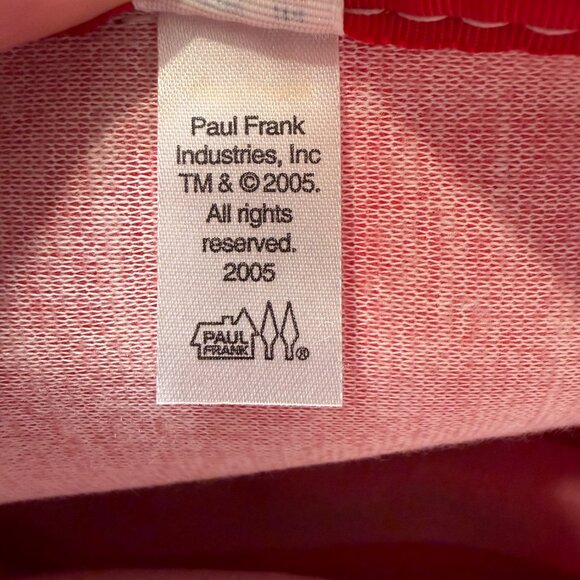 Paul Frank
Industries, Inc
TM & © 2005.
All rights
reserved.
2005
PAUL
FRANK
®